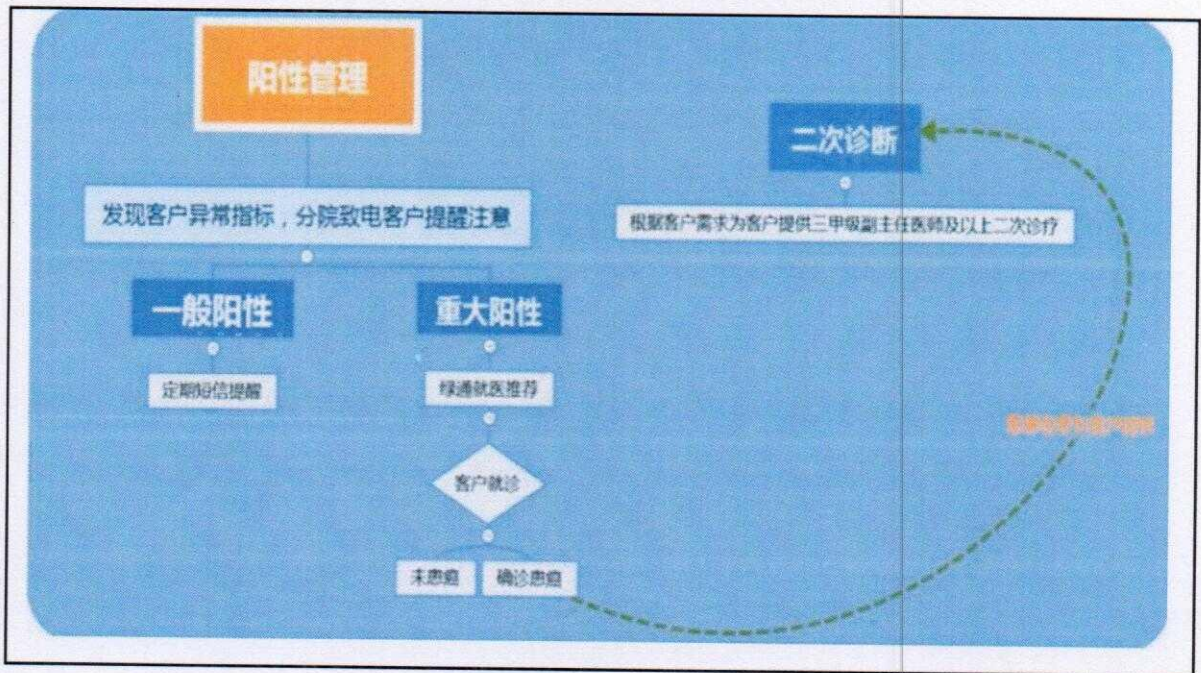 阳性管理
二次诊断
发现客户异常指标，分院致电客户提醒注意
根据客户需求为客户提供三甲级副主任医师及以上二次诊疗
一般阳性
重大阳性
定期短信提醒
绿通就医推荐
客户就诊
未患癌
确诊患癌